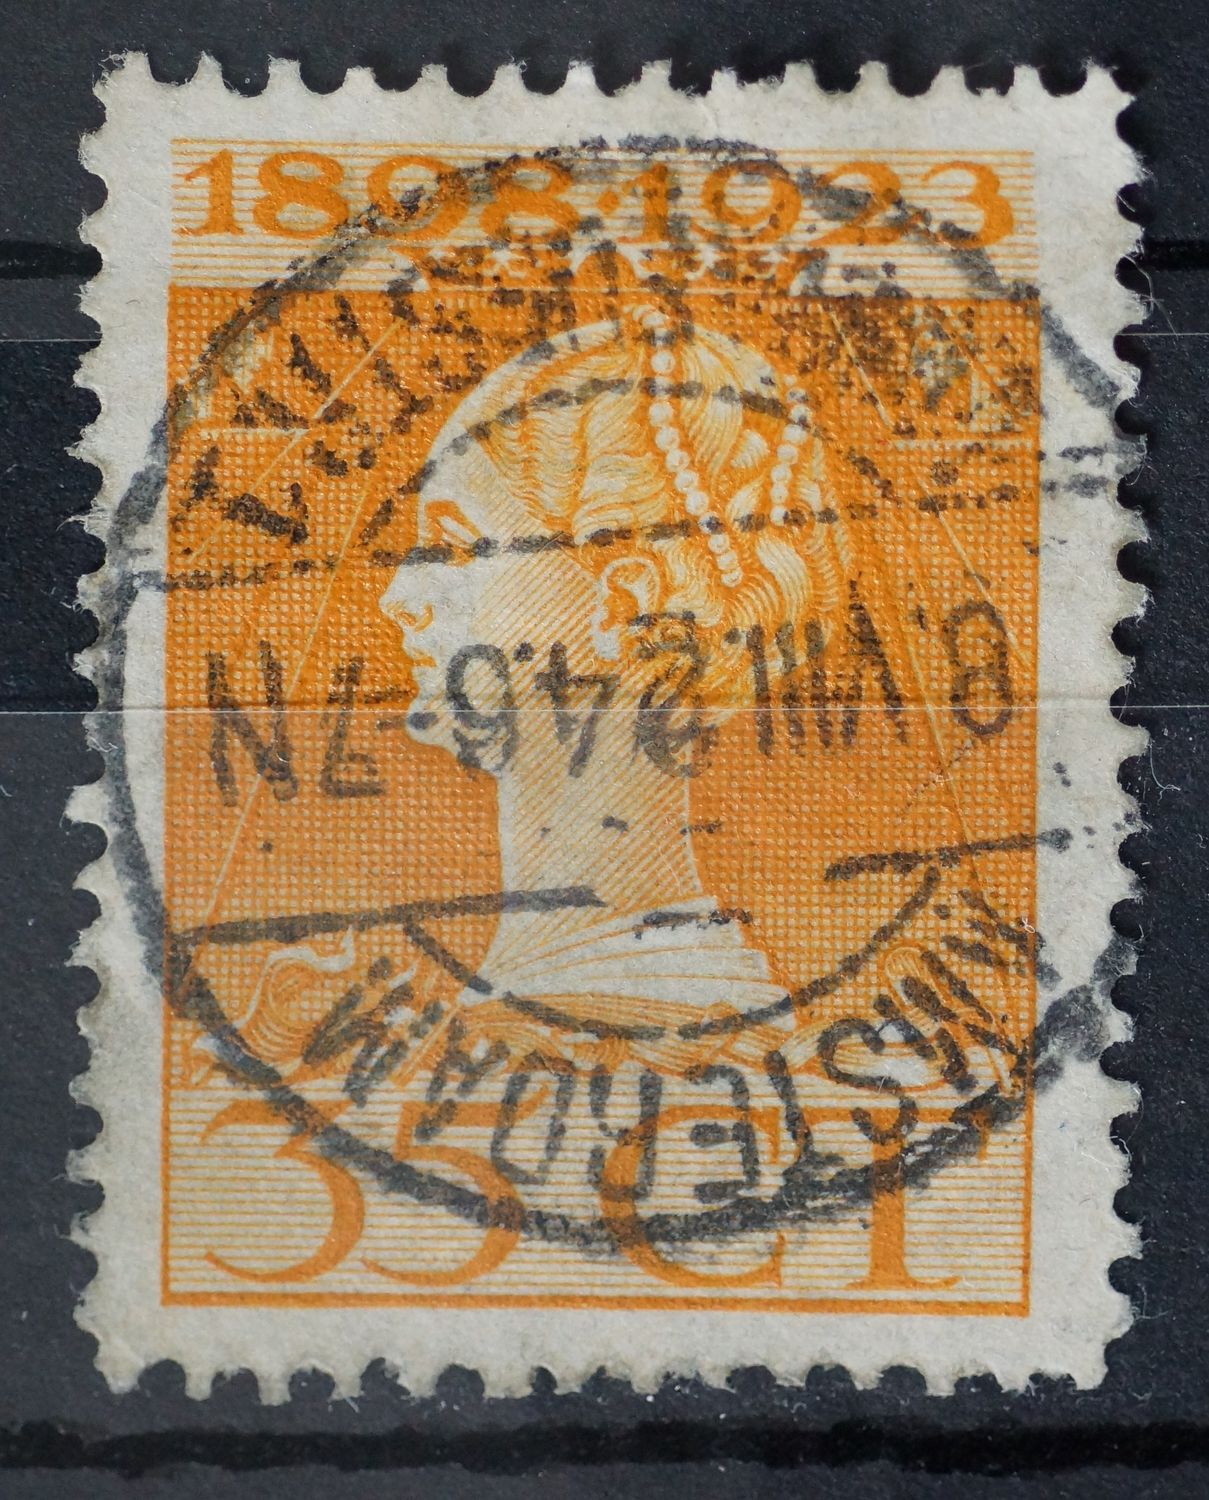 1898·1923
35 CT
AMSTERDAM
8.VIII.24.6-7N